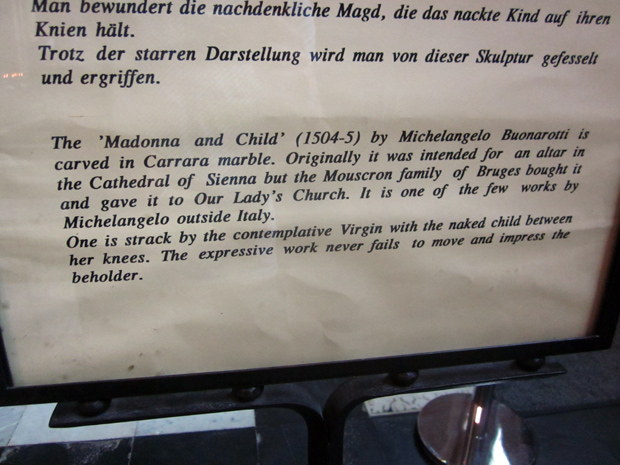 Man bewundert die nachdenkliche Magd, die das nackte Kind auf ihren
Knien hält.
Trotz der starren Darstellung wird man von dieser Skulptur gefesselt
und ergriffen.
The 'Madonna and Child' (1504-5) by Michelangelo Buonarotti is
carved in Carrara marble. Originally it was intended for an altar in
the Cathedral of Sienna but the Mouscron family of Bruges bought it
and gave it to Our Lady's Church. It is one of the few works by
Michelangelo outside Italy.
One is strack by the contemplative Virgin with the naked child between
her knees. The expressive work never fails to move and impress the
beholder.